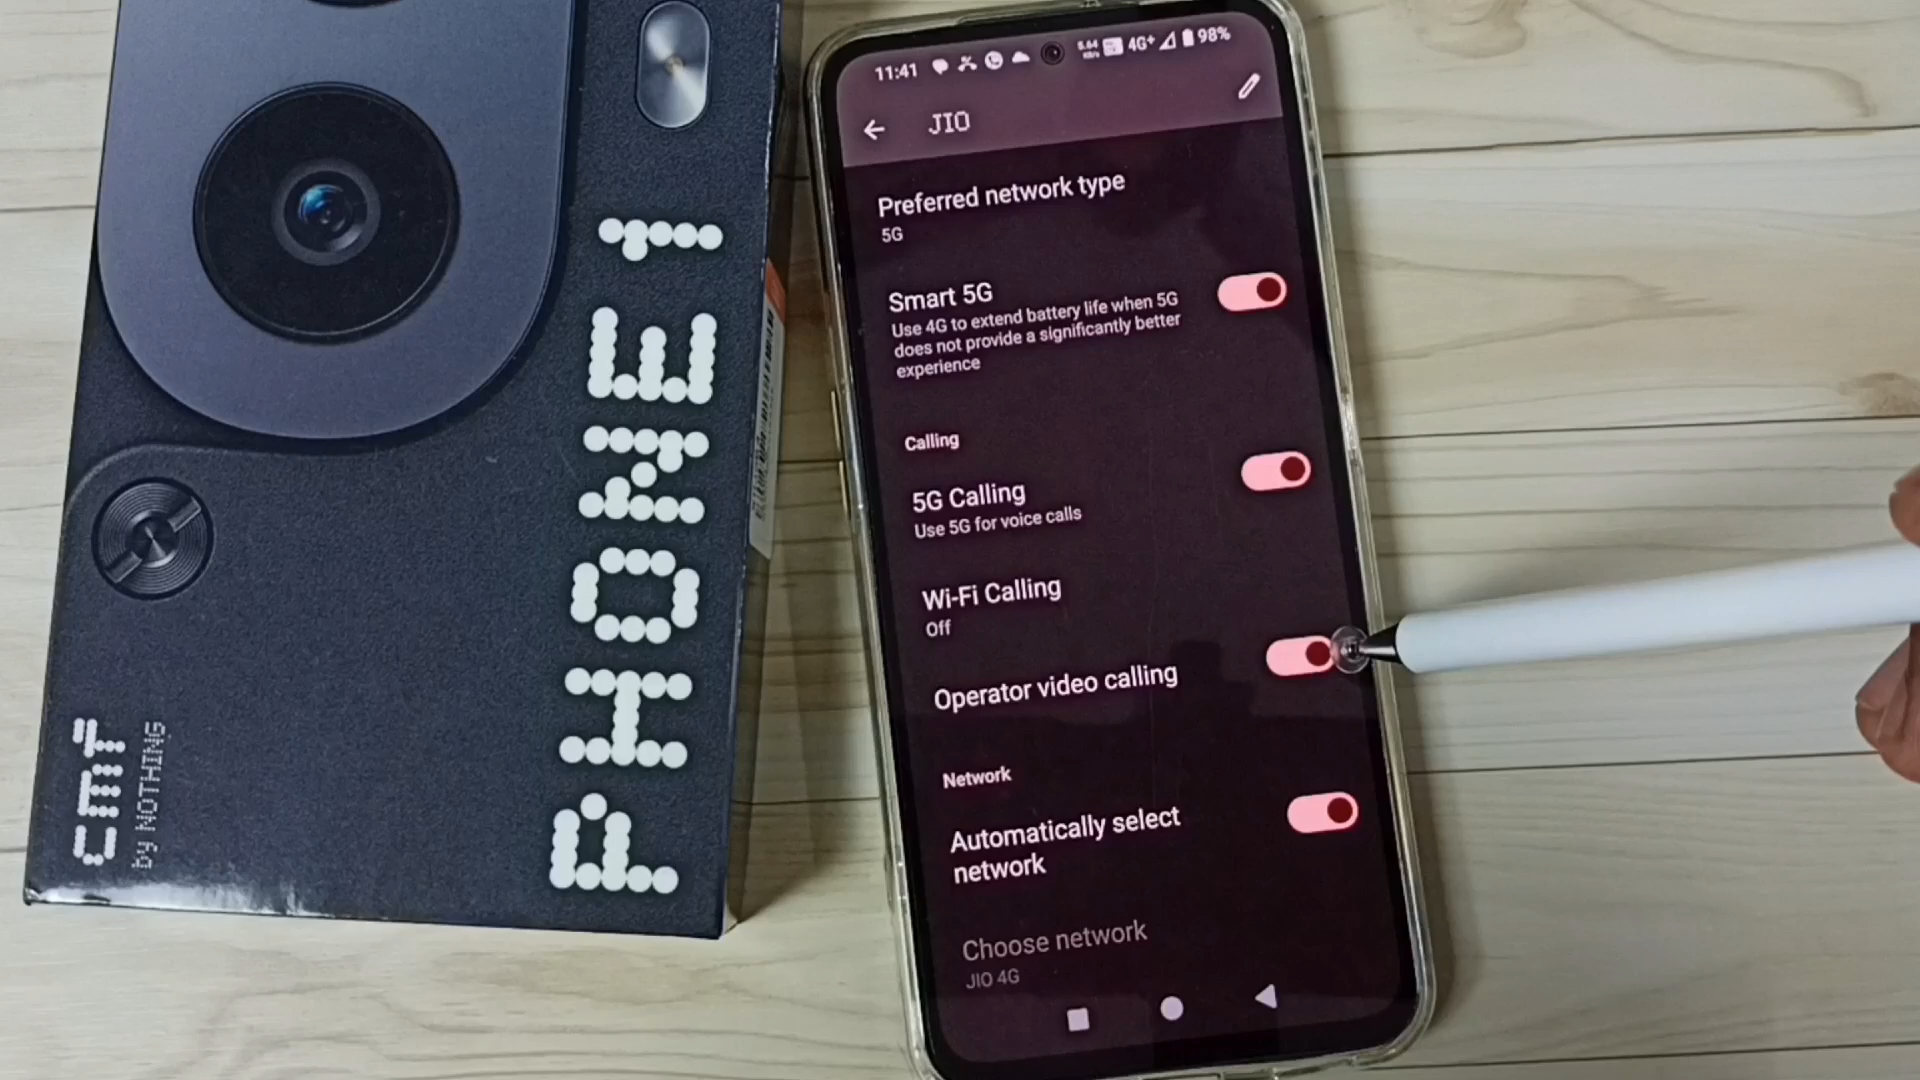 PHONE 1
cmf
by NOTHING
11:41
4G+
98%
JIO
Preferred network type
5G
Smart 5G
Use 4G to extend battery life when 5G
does not provide a significantly better
experience
Calling
5G Calling
Use 5G for voice calls
Wi-Fi Calling
Off
Operator video calling
Network
Automatically select
network
Choose network
JIO 4G